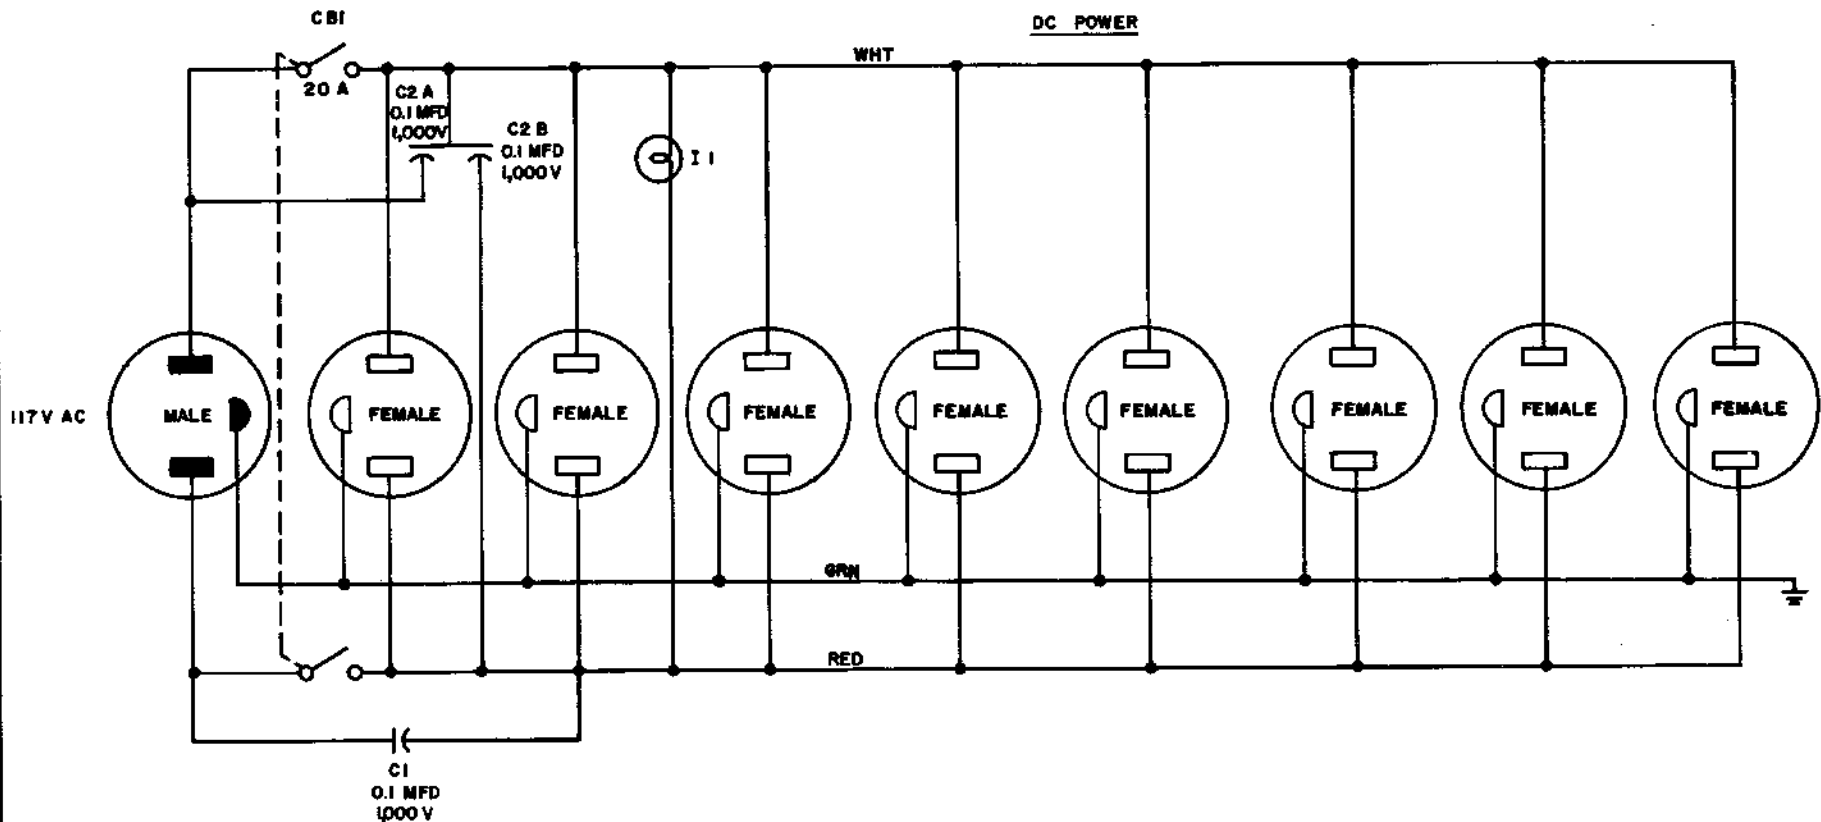 CB1
DC POWER
WHT
20 A
C2 A
0.1 MFD
1,000V
C2 B
0.1 MFD
1,000 V
I 1
117 V AC
MALE
FEMALE
FEMALE
FEMALE
FEMALE
FEMALE
FEMALE
FEMALE
FEMALE
GRN
RED
C1
0.1 MFD
1,000 V